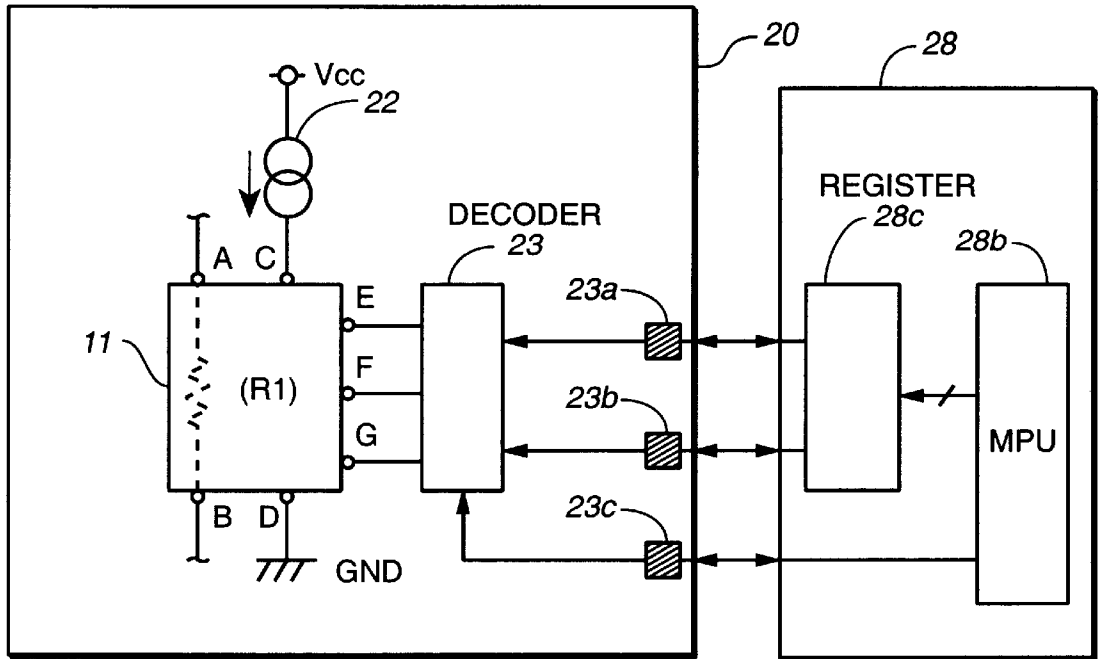 20
28
Vcc
22
DECODER
23
REGISTER
28c
28b
A
C
23a
E
11
(R1)
F
23b
MPU
G
B
D
23c
GND